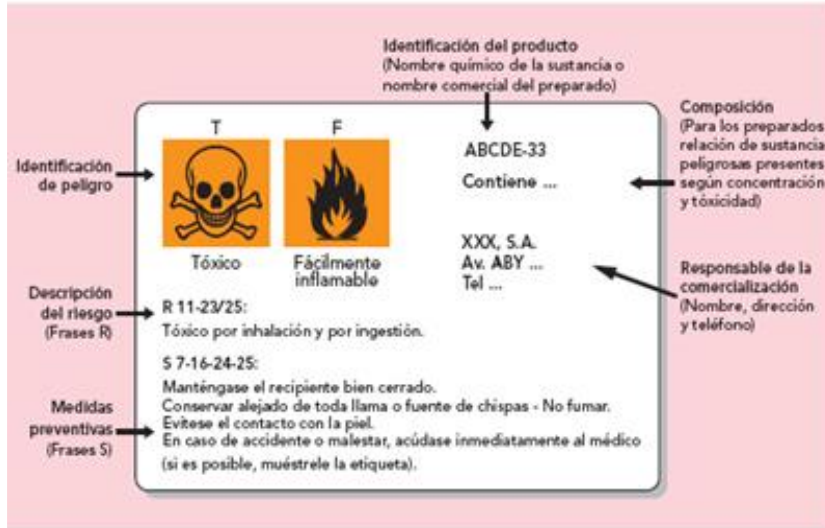 Identificación del producto
(Nombre químico de la sustancia o
nombre comercial del preparado)
Composición
(Para los preparados
relación de sustancia
peligrosas presentes
según concentración
y tóxicidad)
Identificación
de peligro
T
F
Tóxico
Fácilmente
inflamable
ABCDE-33
Contiene ...
XXX, S.A.
Av. ABY ...
Tel ...
Responsable de la
comercialización
(Nombre, dirección
y teléfono)
Descripción
del riesgo
(Frases R)
R 11-23/25:
Tóxico por inhalación y por ingestión.
S 7-16-24-25:
Manténgase el recipiente bien cerrado.
Conservar alejado de toda llama o fuente de chispas - No fumar.
Evítese el contacto con la piel.
En caso de accidente o malestar, acúdase inmediatamente al médico
(si es posible, muéstrele la etiqueta).
Medidas
preventivas
(Frases S)